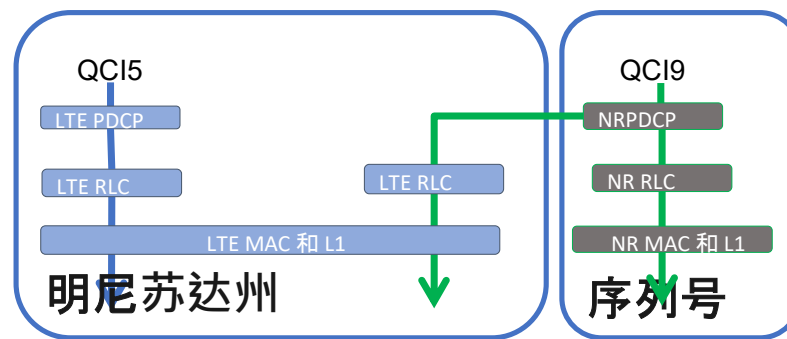 QCI5
QCI9
LTE PDCP
NRPDCP
LTE RLC
LTE RLC
NR RLC
LTE MAC 和 L1
NR MAC 和 L1
明尼苏达州
序列号